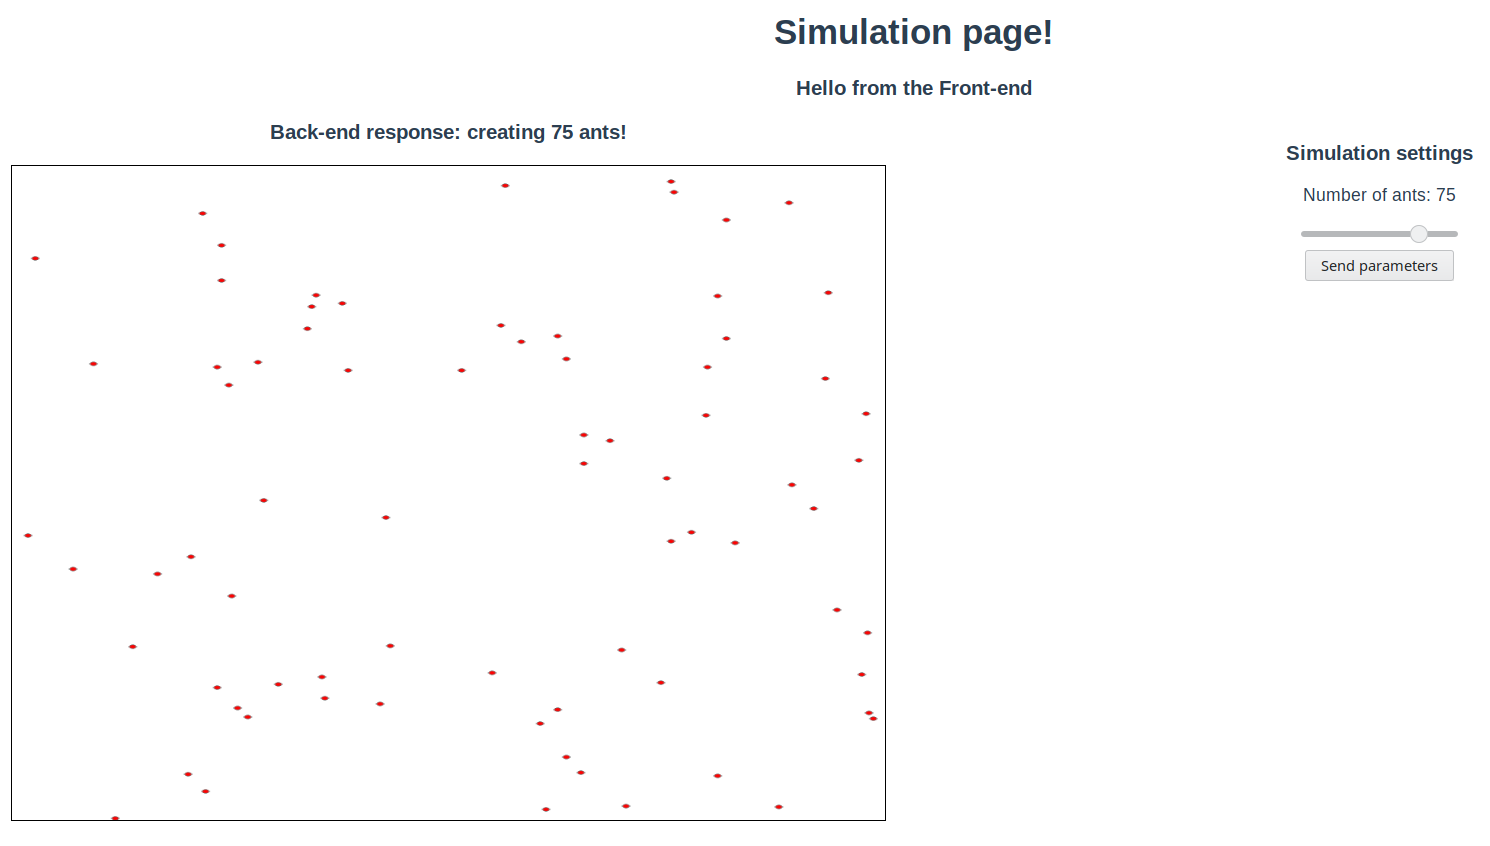 Simulation page!
Hello from the Front-end
Back-end response: creating 75 ants!
Simulation settings
Number of ants: 75
Send parameters